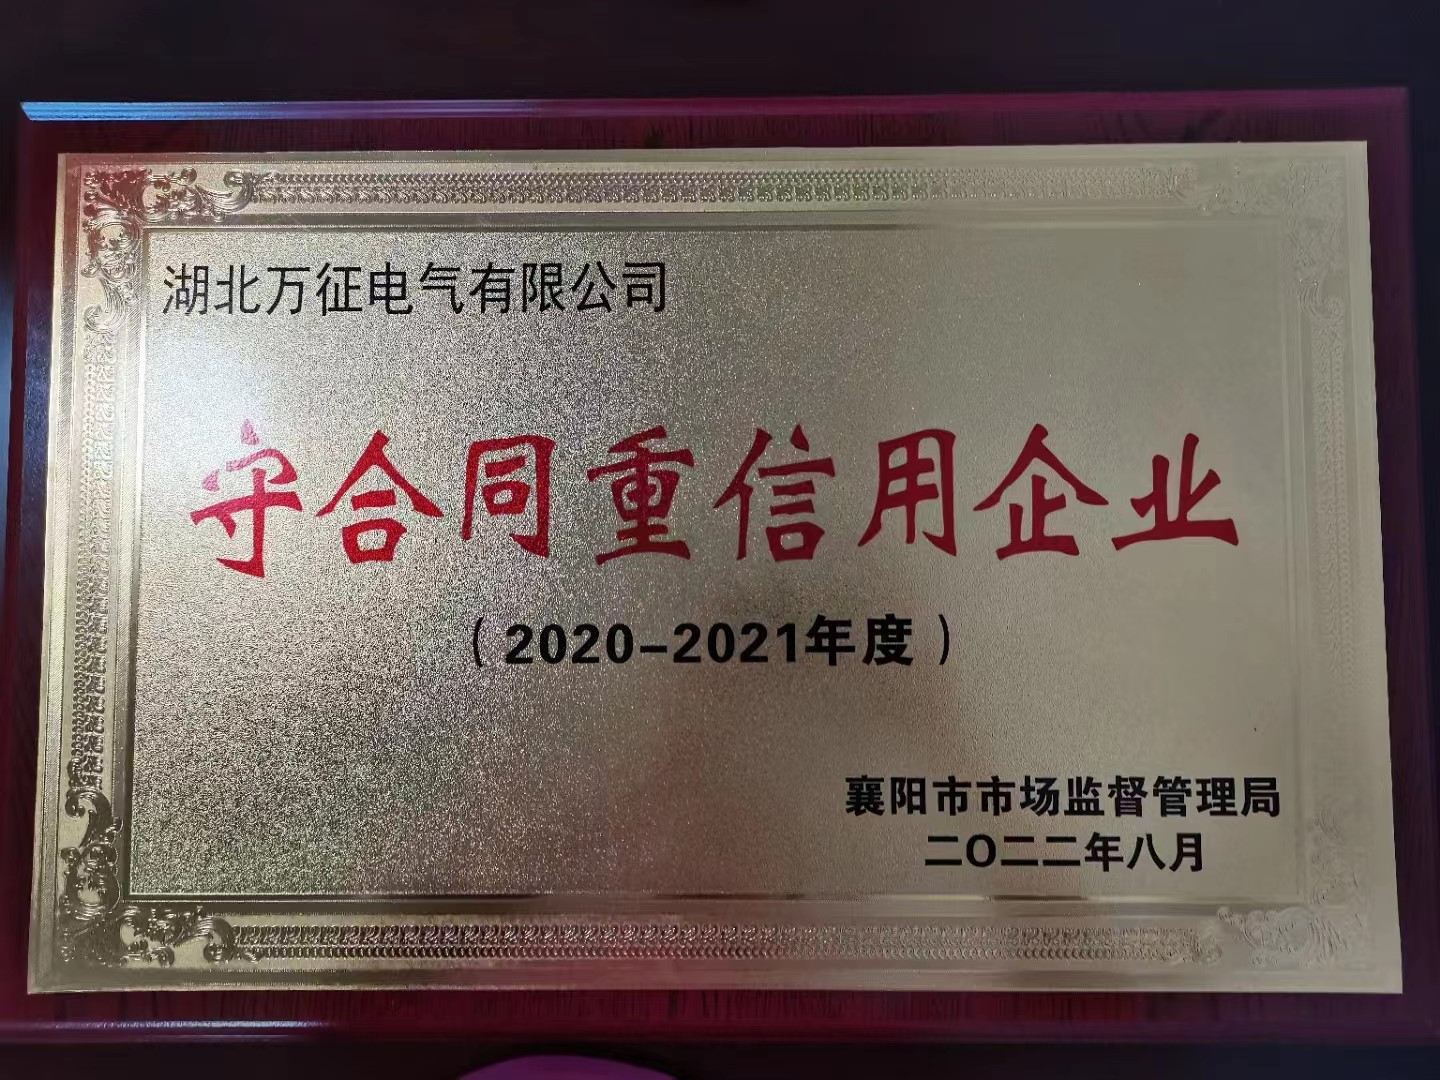 湖北万征电气有限公司
守合同重信用企业
（2020-2021年度）
襄阳市市场监督管理局
二〇二二年八月